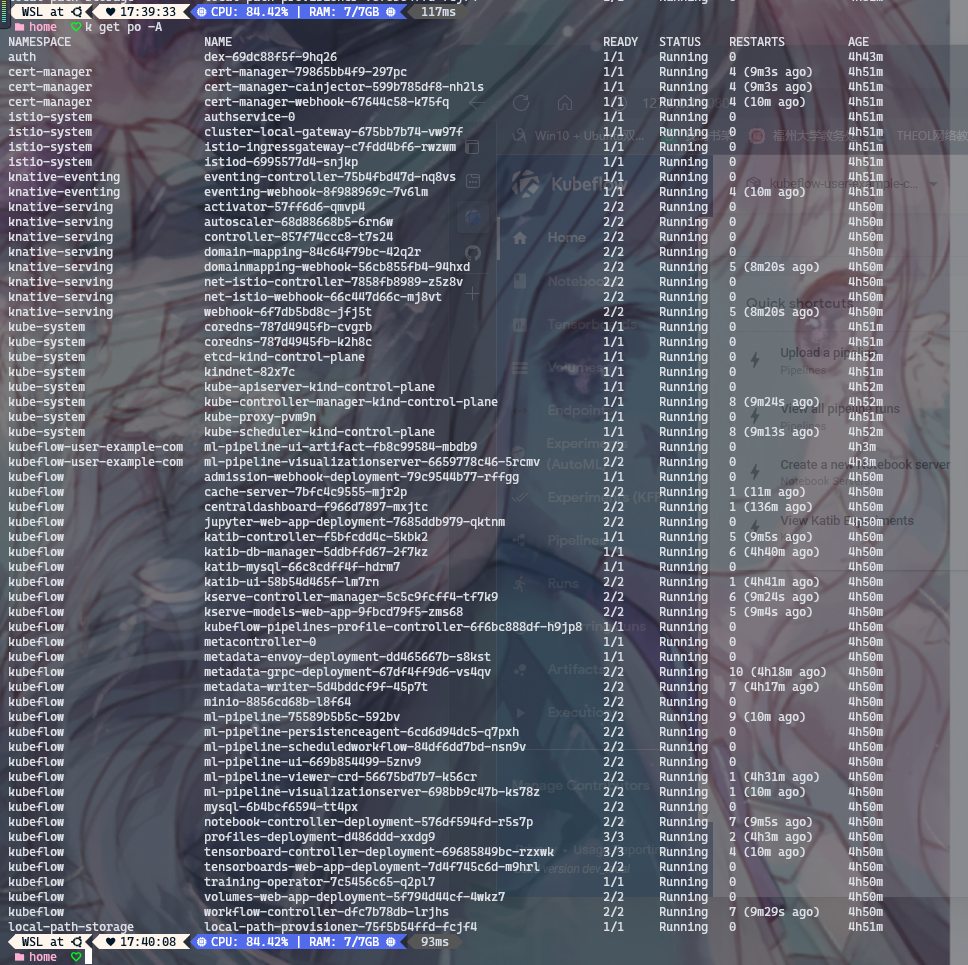 WSL at 17:39:33 CPU: 84.42% | RAM: 7/7GB 117ms
home k get po -A
NAMESPACE NAME READY STATUS RESTARTS AGE
auth dex-69dc88f5f-9hq26 1/1 Running 0 4h43m
cert-manager cert-manager-79865bb4f9-297pc 1/1 Running 4 (9m3s ago) 4h51m
cert-manager cert-manager-cainjector-599b785df8-nh2ls 1/1 Running 4 (9m3s ago) 4h51m
cert-manager cert-manager-webhook-67644c58-k75fq 1/1 Running 4 (10m ago) 4h51m
istio-system authservice-0 1/1 Running 0 4h51m
istio-system cluster-local-gateway-675bb7b74-vw97f 1/1 Running 0 4h51m
istio-system istio-ingressgateway-c7fdd4bf6-rwzwm 1/1 Running 0 4h51m
istio-system istiod-6995577d4-snjkp 1/1 Running 0 4h51m
knative-eventing eventing-controller-75b4fbd47d-nq8vs 1/1 Running 0 4h51m
knative-eventing eventing-webhook-8f988969c-7v6lm 1/1 Running 4 (10m ago) 4h51m
knative-serving activator-57ff6d6-qmvp4 2/2 Running 0 4h50m
knative-serving autoscaler-68d88668b5-6rn6w 2/2 Running 0 4h50m
knative-serving controller-857f74ccc8-t7s24 2/2 Running 0 4h50m
knative-serving domain-mapping-84c64f79bc-42q2r 2/2 Running 0 4h50m
knative-serving domainmapping-webhook-56cb855fb4-94hxd 2/2 Running 5 (8m20s ago) 4h50m
knative-serving net-istio-controller-7858fb8989-z5z8v 2/2 Running 0 4h50m
knative-serving net-istio-webhook-66c447d66c-mj8vt 2/2 Running 0 4h50m
knative-serving webhook-6f7db5bd8c-jfj5t 2/2 Running 5 (8m20s ago) 4h50m
kube-system coredns-787d4945fb-cvgrb 1/1 Running 0 4h51m
kube-system coredns-787d4945fb-k2h8c 1/1 Running 0 4h51m
kube-system etcd-kind-control-plane 1/1 Running 0 4h52m
kube-system kindnet-82x7c 1/1 Running 0 4h51m
kube-system kube-apiserver-kind-control-plane 1/1 Running 0 4h52m
kube-system kube-controller-manager-kind-control-plane 1/1 Running 8 (9m24s ago) 4h52m
kube-system kube-proxy-pvm9n 1/1 Running 0 4h51m
kube-system kube-scheduler-kind-control-plane 1/1 Running 8 (9m13s ago) 4h52m
kubeflow-user-example-com ml-pipeline-ui-artifact-fb8c99584-mbdb9 2/2 Running 0 4h3m
kubeflow-user-example-com ml-pipeline-visualizationserver-6659778c46-5rcmv 2/2 Running 0 4h3m
kubeflow admission-webhook-deployment-79c9544b77-rffgg 1/1 Running 0 4h50m
kubeflow cache-server-7bfc4c9555-mjr2p 2/2 Running 1 (11m ago) 4h50m
kubeflow centraldashboard-f966d7897-mxjtc 2/2 Running 1 (136m ago) 4h50m
kubeflow jupyter-web-app-deployment-7685ddb979-qktnm 2/2 Running 0 4h50m
kubeflow katib-controller-f5bfcdd4c-5kbk2 1/1 Running 5 (9m5s ago) 4h50m
kubeflow katib-db-manager-5ddbffd67-2f7kz 1/1 Running 6 (4h40m ago) 4h50m
kubeflow katib-mysql-66c8cdff4f-hdrm7 1/1 Running 0 4h50m
kubeflow katib-ui-58b54d465f-lm7rn 2/2 Running 1 (4h41m ago) 4h50m
kubeflow kserve-controller-manager-5c5c9fcff4-tf7k9 2/2 Running 6 (9m24s ago) 4h50m
kubeflow kserve-models-web-app-9fbcd79f5-zms68 2/2 Running 5 (9m4s ago) 4h50m
kubeflow kubeflow-pipelines-profile-controller-6f6bc888df-h9jp8 1/1 Running 0 4h50m
kubeflow metacontroller-0 1/1 Running 0 4h50m
kubeflow metadata-envoy-deployment-dd465667b-s8kst 1/1 Running 0 4h50m
kubeflow metadata-grpc-deployment-67df4ff9d6-vs4qv 2/2 Running 10 (4h18m ago) 4h50m
kubeflow metadata-writer-5d4bddcf9f-45p7t 2/2 Running 7 (4h17m ago) 4h50m
kubeflow minio-8856cd68b-l8f64 2/2 Running 0 4h50m
kubeflow ml-pipeline-75589b5b5c-592bv 2/2 Running 9 (10m ago) 4h50m
kubeflow ml-pipeline-persistenceagent-6cd6d94dc5-q7pxh 2/2 Running 0 4h50m
kubeflow ml-pipeline-scheduledworkflow-84df6dd7bd-nsn9v 2/2 Running 0 4h50m
kubeflow ml-pipeline-ui-669b854499-5znv9 2/2 Running 0 4h50m
kubeflow ml-pipeline-viewer-crd-56675bd7b7-k56cr 2/2 Running 1 (4h31m ago) 4h50m
kubeflow ml-pipeline-visualizationserver-698bb9c47b-ks78z 2/2 Running 1 (10m ago) 4h50m
kubeflow mysql-6b4bcf6594-tt4px 2/2 Running 0 4h50m
kubeflow notebook-controller-deployment-576df594fd-r5s7p 2/2 Running 7 (9m5s ago) 4h50m
kubeflow profiles-deployment-d486ddd-xxdg9 3/3 Running 2 (4h3m ago) 4h50m
kubeflow tensorboard-controller-deployment-69685849bc-rzxwk 3/3 Running 4 (10m ago) 4h50m
kubeflow tensorboards-web-app-deployment-7d4f745c6d-m9hrl 2/2 Running 0 4h50m
kubeflow training-operator-7c5456c65-q2pl7 1/1 Running 0 4h50m
kubeflow volumes-web-app-deployment-5f794d44cf-4wkz7 2/2 Running 0 4h50m
kubeflow workflow-controller-dfc7b78db-lrjhs 2/2 Running 7 (9m29s ago) 4h50m
local-path-storage local-path-provisioner-75f5b54ffd-fcjf4 1/1 Running 0 4h51m
WSL at 17:40:08 CPU: 84.42% | RAM: 7/7GB 93ms
home